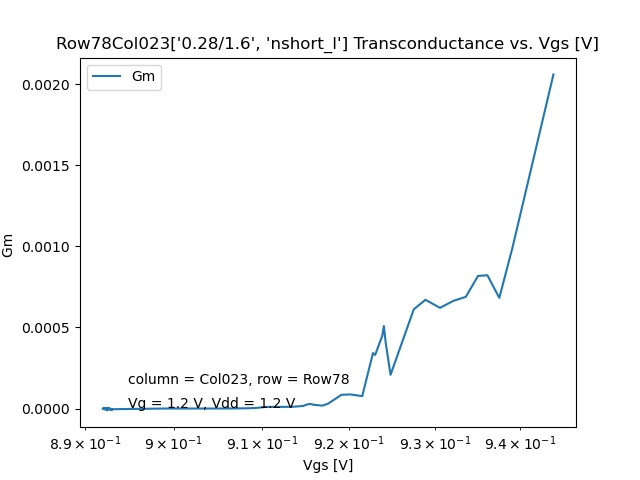 Row78Col023['0.28/1.6', 'nshort_l'] Transconductance vs. Vgs [V]
Gm
0.0020
0.0015
0.0010
0.0005
0.0000
Gm
column = Col023, row = Row78
Vg = 1.2 V, Vdd = 1.2 V
8.9 × 10⁻¹ 9 × 10⁻¹ 9.1 × 10⁻¹ 9.2 × 10⁻¹ 9.3 × 10⁻¹ 9.4 × 10⁻¹
Vgs [V]